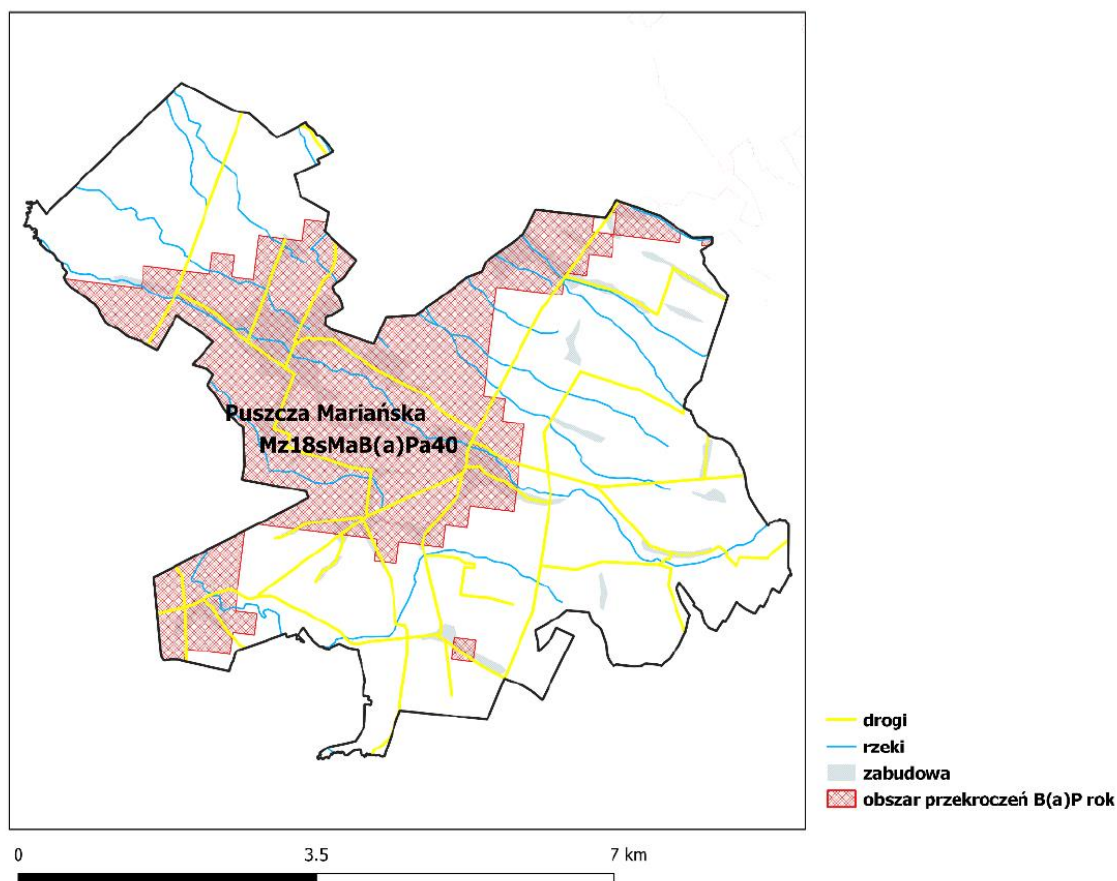 Puszcza Mariańska
Mz18sMaB(a)Pa40
drogi
rzeki
zabudowa
obszar przekroczeń B(a)P rok
0 3.5 7 km